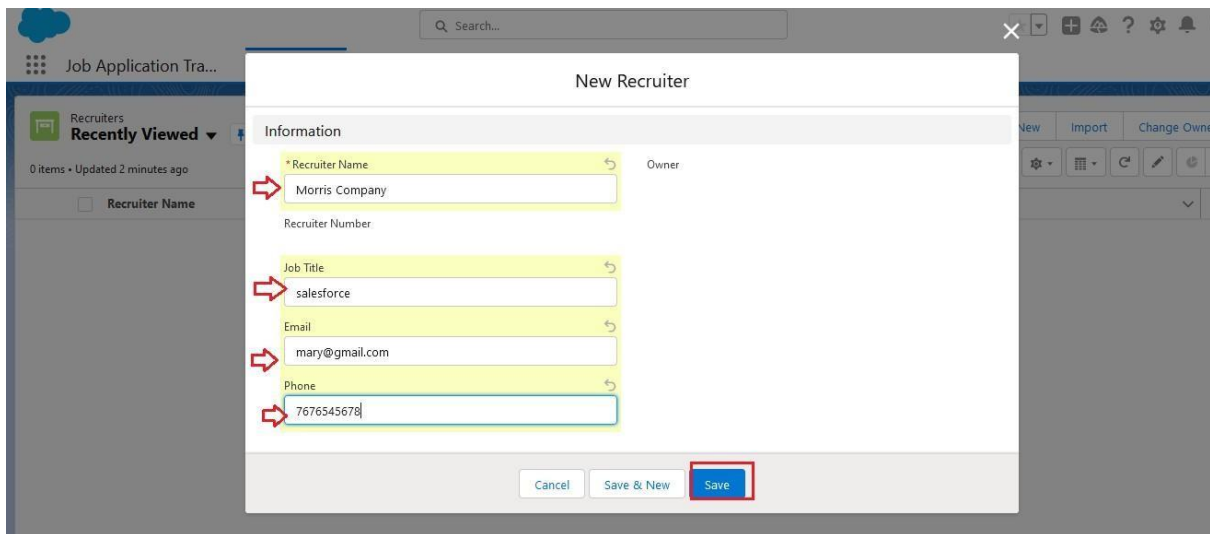 Search...
Job Application Tra...
New Recruiter
Recruiters
Recently Viewed
New Import Change Owne
Information
0 items • Updated 2 minutes ago
*Recruiter Name
Owner
Morris Company
Recruiter Name
Recruiter Number
Job Title
salesforce
Email
mary@gmail.com
Phone
7676545678
Cancel Save & New Save